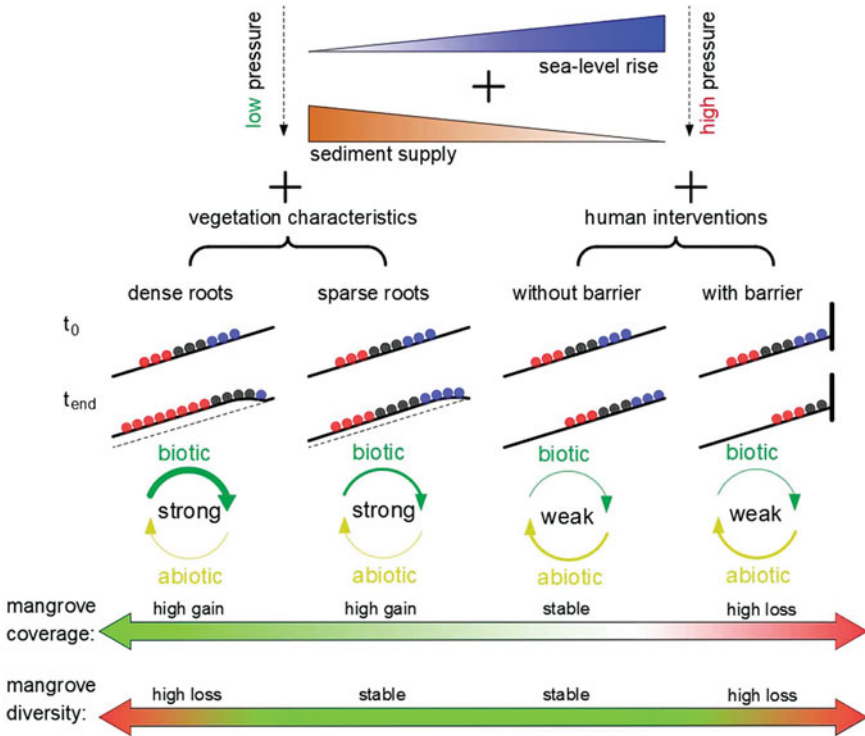 low pressure
sea-level rise
high pressure
sediment supply
vegetation characteristics
human interventions
dense roots
sparse roots
without barrier
with barrier
t0
tend
biotic
biotic
biotic
biotic
strong
strong
weak
weak
abiotic
abiotic
abiotic
abiotic
mangrove
coverage:
high gain
high gain
stable
high loss
mangrove
diversity:
high loss
stable
stable
high loss